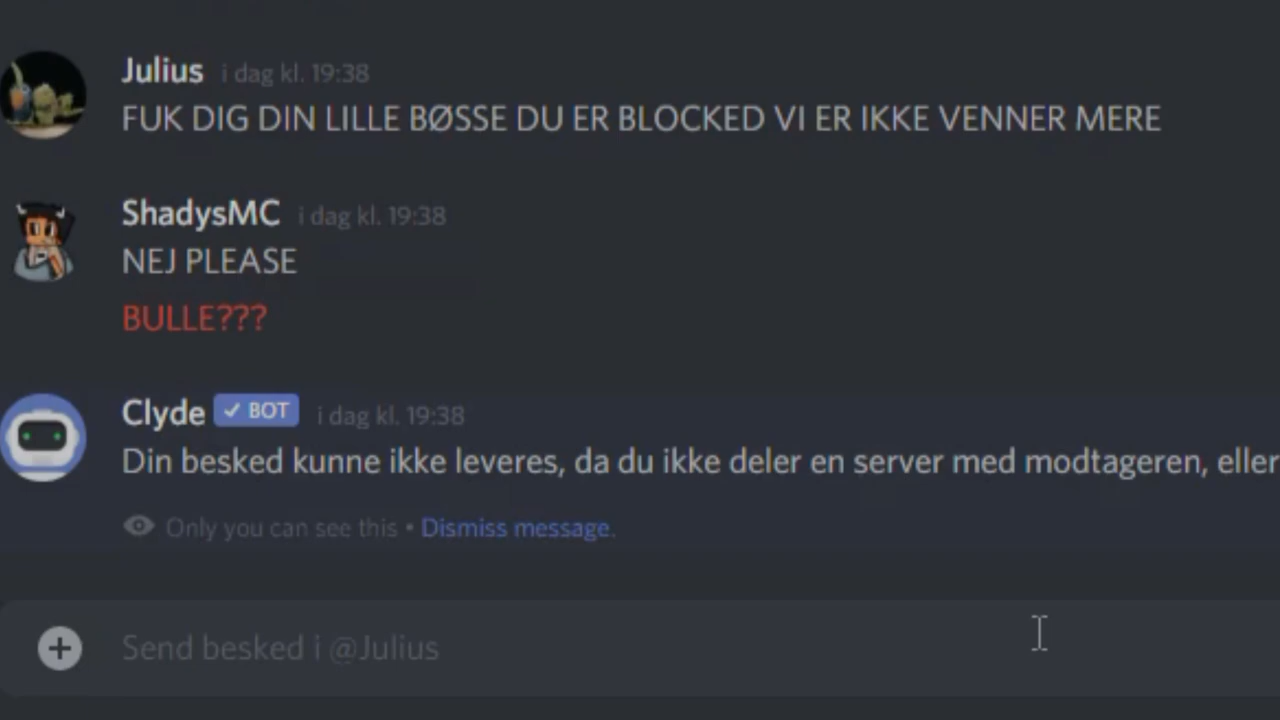 Julius i dag kl. 19:38
FUK DIG DIN LILLE BØSSE DU ER BLOCKED VI ER IKKE VENNER MERE
ShadysMC i dag kl. 19:38
NEJ PLEASE
BULLE???
Clyde BOT i dag kl. 19:38
Din besked kunne ikke leveres, da du ikke deler en server med modtageren, eller
Only you can see this • Dismiss message.
Send besked i @Julius